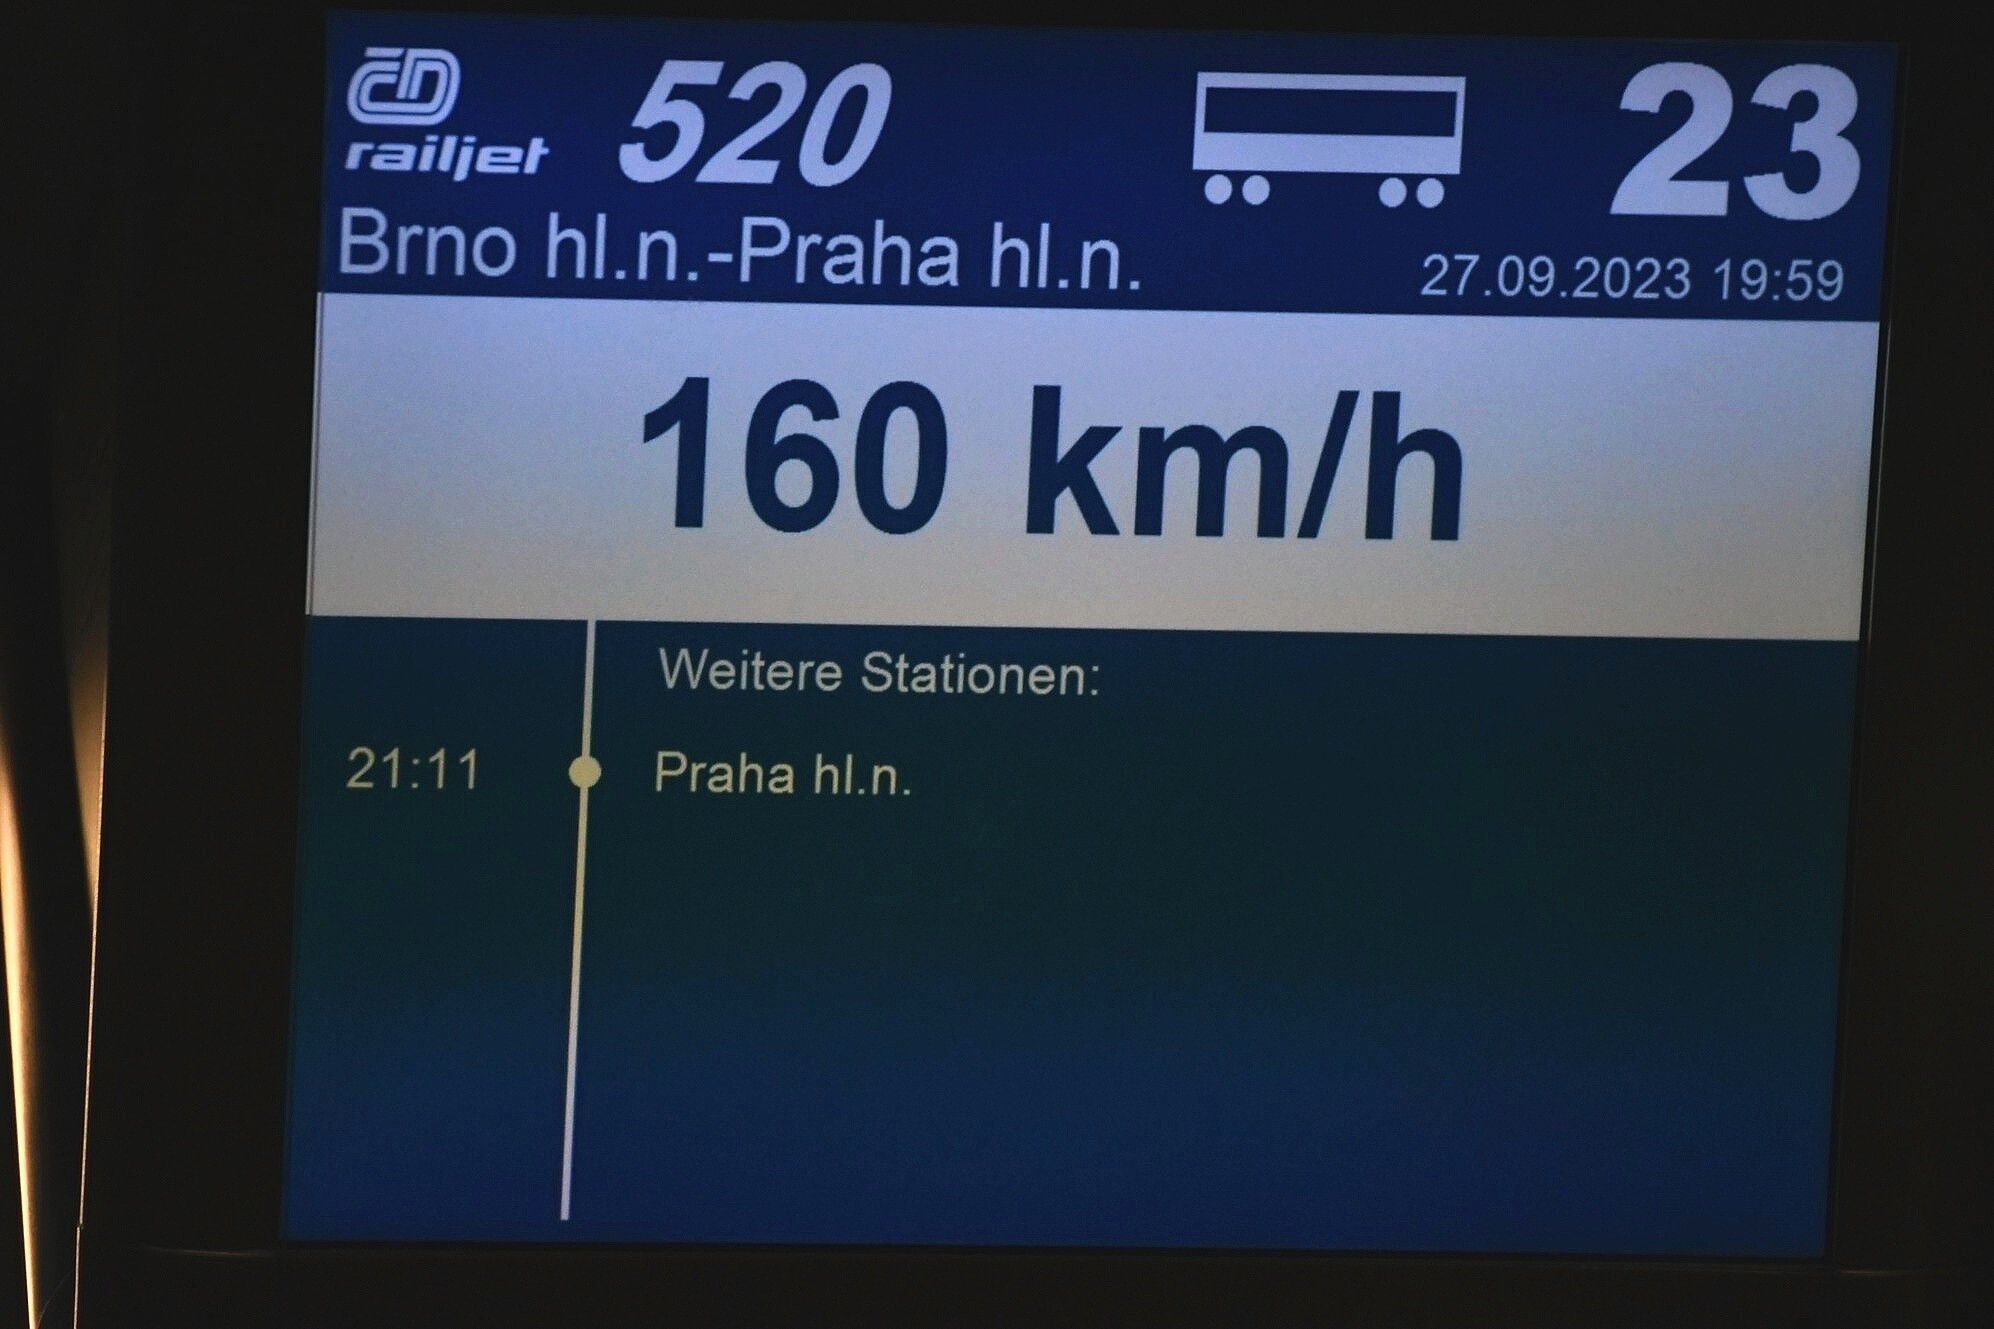 ČD
railjet 520 23
Brno hl.n.-Praha hl.n.
27.09.2023 19:59
160 km/h
Weitere Stationen:
21:11 Praha hl.n.